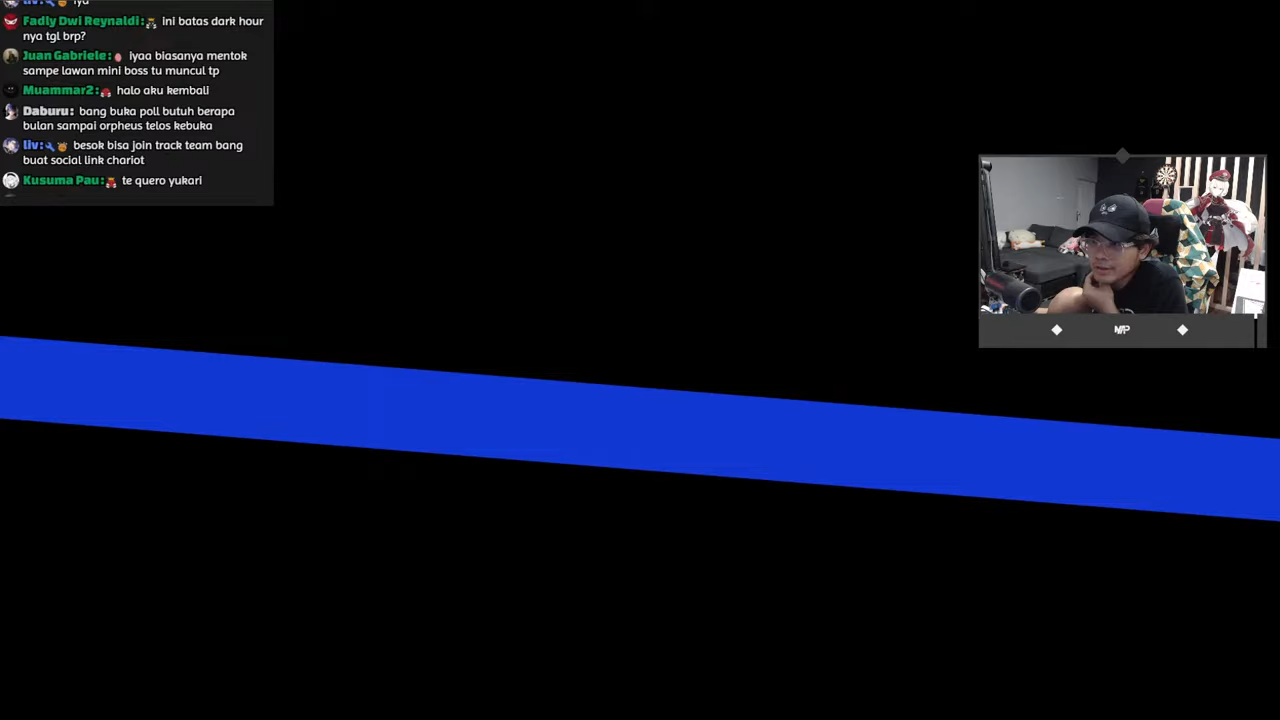 liv: iya
Fadly Dwi Reynaldi: ini batas dark hour
nya tgl brp?
Juan Gabriele: iyaa biasanya mentok
sampe lawan mini boss tu muncul tp
Muammar2: halo aku kembali
Daburu: bang buka poll butuh berapa
bulan sampai orpheus telos kebuka
liv: besok bisa join track team bang
buat social link chariot
Kusuma Pau: te quero yukari